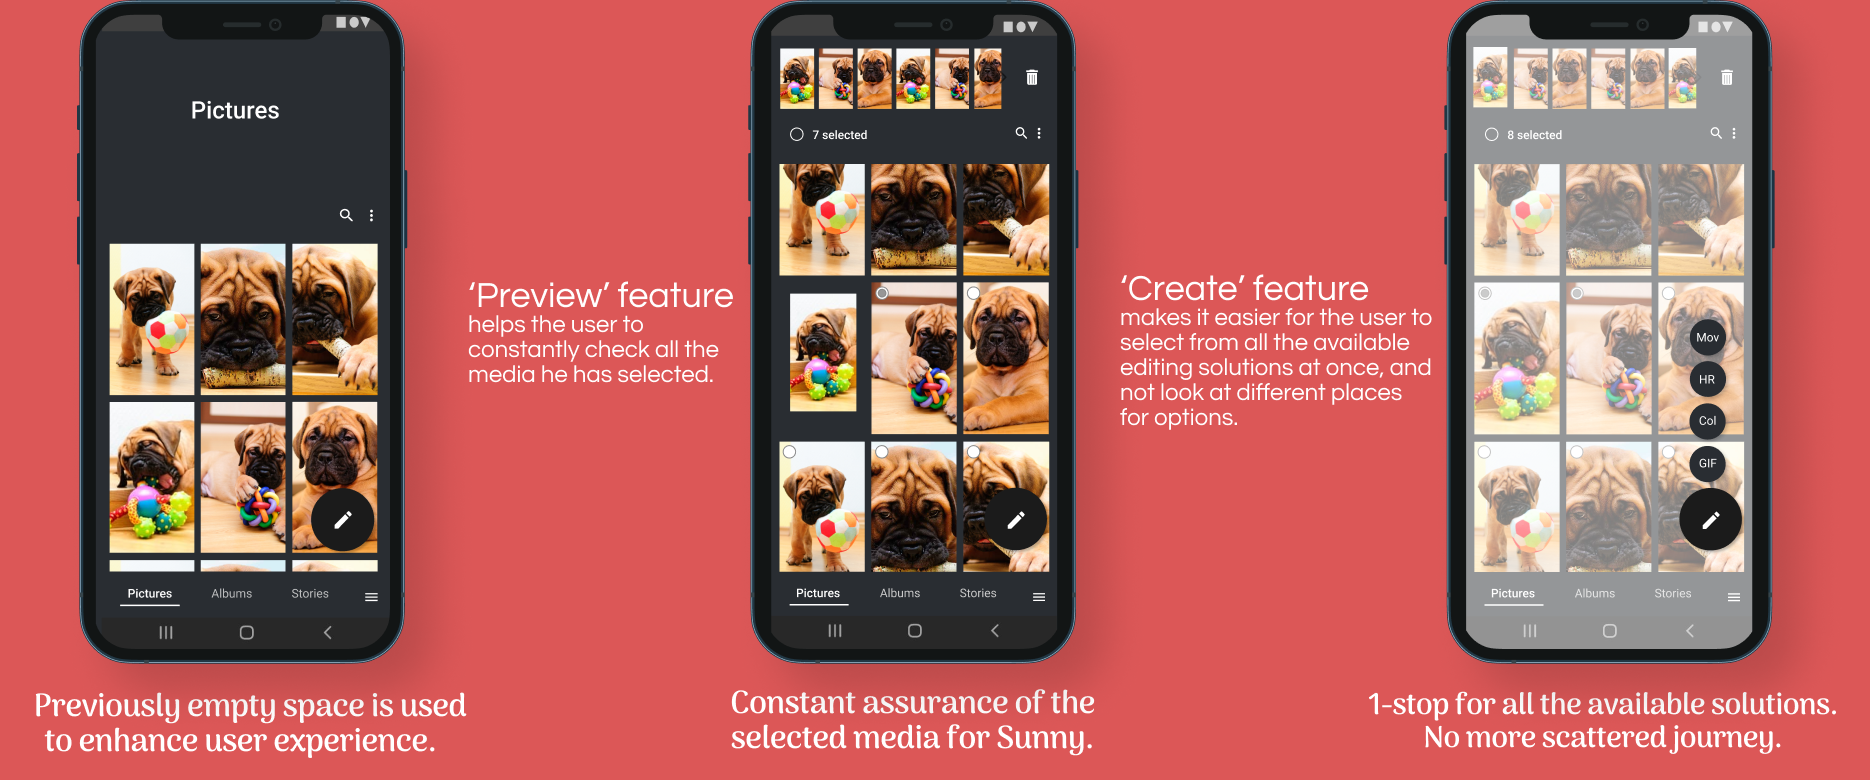 Pictures
Pictures
Albums
Stories
Previously empty space is used
to enhance user experience.
‘Preview’ feature
helps the user to
constantly check all the
media he has selected.
7 selected
Pictures
Albums
Stories
Constant assurance of the
selected media for Sunny.
‘Create’ feature
makes it easier for the user to
select from all the available
editing solutions at once, and
not look at different places
for options.
8 selected
Mov
HR
Col
GIF
Pictures
Albums
Stories
1-stop for all the available solutions.
No more scattered journey.